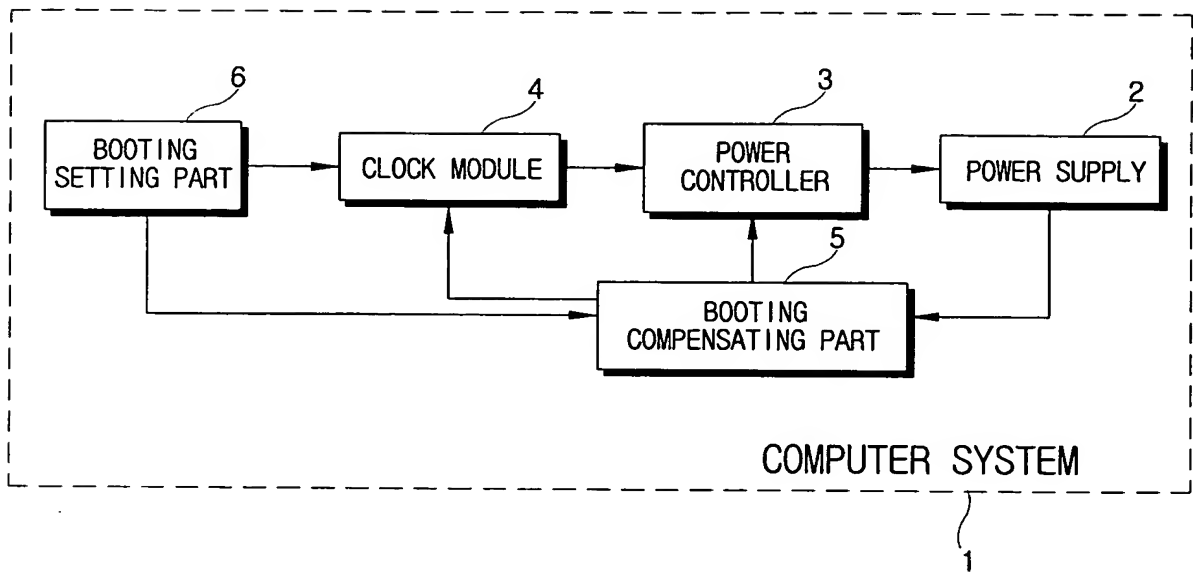 6
4
3
2
BOOTING
SETTING PART
CLOCK MODULE
POWER
CONTROLLER
POWER SUPPLY
5
BOOTING
COMPENSATING PART
COMPUTER SYSTEM
1